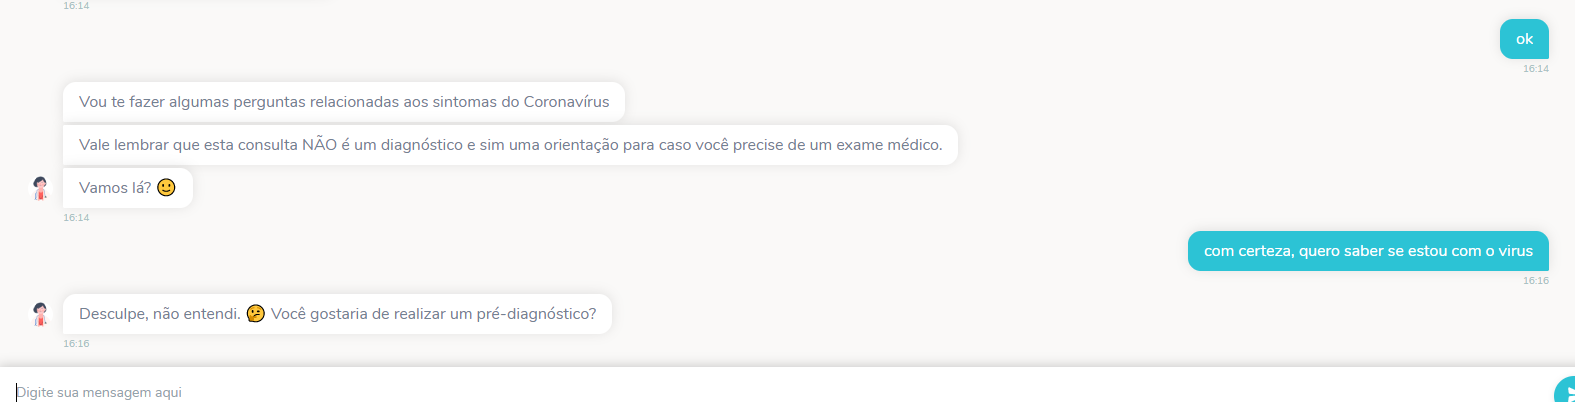 16:14
ok
16:14
Vou te fazer algumas perguntas relacionadas aos sintomas do Coronavírus
Vale lembrar que esta consulta NÃO é um diagnóstico e sim uma orientação para caso você precise de um exame médico.
Vamos lá? 🙂
16:14
com certeza, quero saber se estou com o virus
16:16
Desculpe, não entendi. 🤔 Você gostaria de realizar um pré-diagnóstico?
16:16
Digite sua mensagem aqui